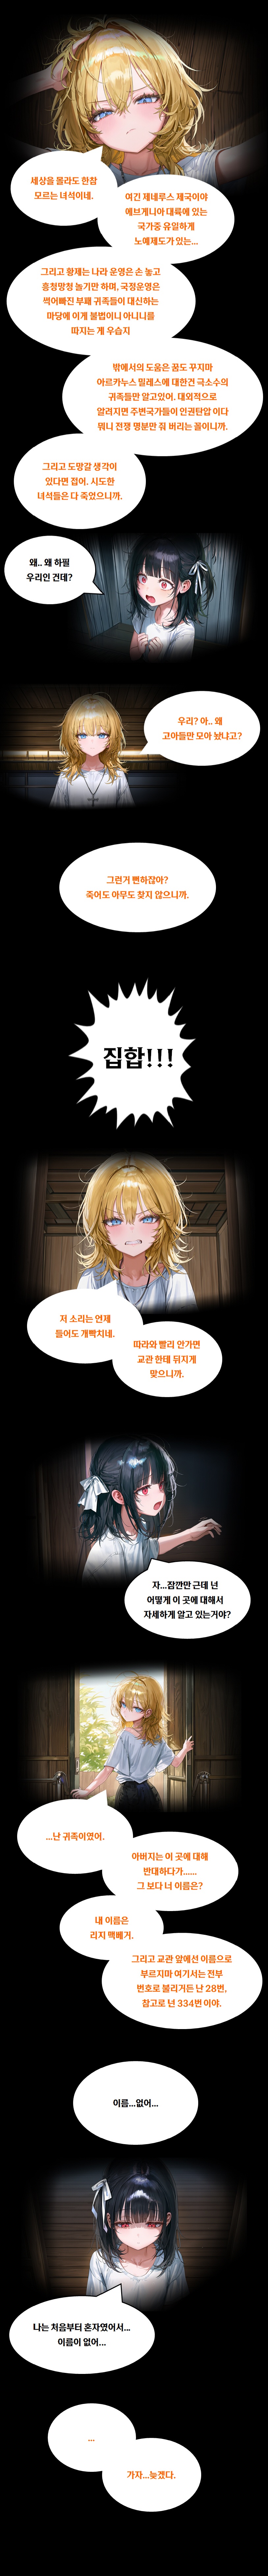 세상을 몰라도 한참
모르는 녀석이네.
여긴 제네루스 제국이야
에브게니아 대륙에 있는
국가중 유일하게
노예제도가 있는...
그리고 황제는 나라 운영은 손 놓고
흥청망청 놀기만 하며, 국정운영은
썩어빠진 부패 귀족들이 대신하는
마당에 이게 불법이니 아니니를
따지는 게 우습지
밖에서의 도움은 꿈도 꾸지마
아르카누스 밀레스에 대한건 극소수의
귀족들만 알고있어. 대외적으로
알려지면 주변국가들이 인권탄압 이다
뭐니 전쟁 명분만 줘 버리는 꼴이니까.
그리고 도망갈 생각이
있다면 접어. 시도한
녀석들은 다 죽었으니까.
왜.. 왜 하필
우리인 건데?
우리? 아.. 왜
고아들만 모아 놨냐고?
그런거 뻔하잖아?
죽어도 아무도 찾지 않으니까.
집합!!!
저 소리는 언제
들어도 개빡치네.
따라와 빨리 안가면
교관 한테 뒤지게
맞으니까.
자...잠깐만 근데 넌
어떻게 이 곳에 대해서
자세하게 알고 있는거야?
...난 귀족이였어.
아버지는 이 곳에 대해
반대하다가......
그 보다 너 이름은?
내 이름은
리지 맥베거.
그리고 교관 앞에선 이름으로
부르지마 여기서는 전부
번호로 불리거든 난 28번,
참고로 넌 334번 이야.
이름...없어...
나는 처음부터 혼자였어서...
이름이 없어...
...
가자...늦겠다.